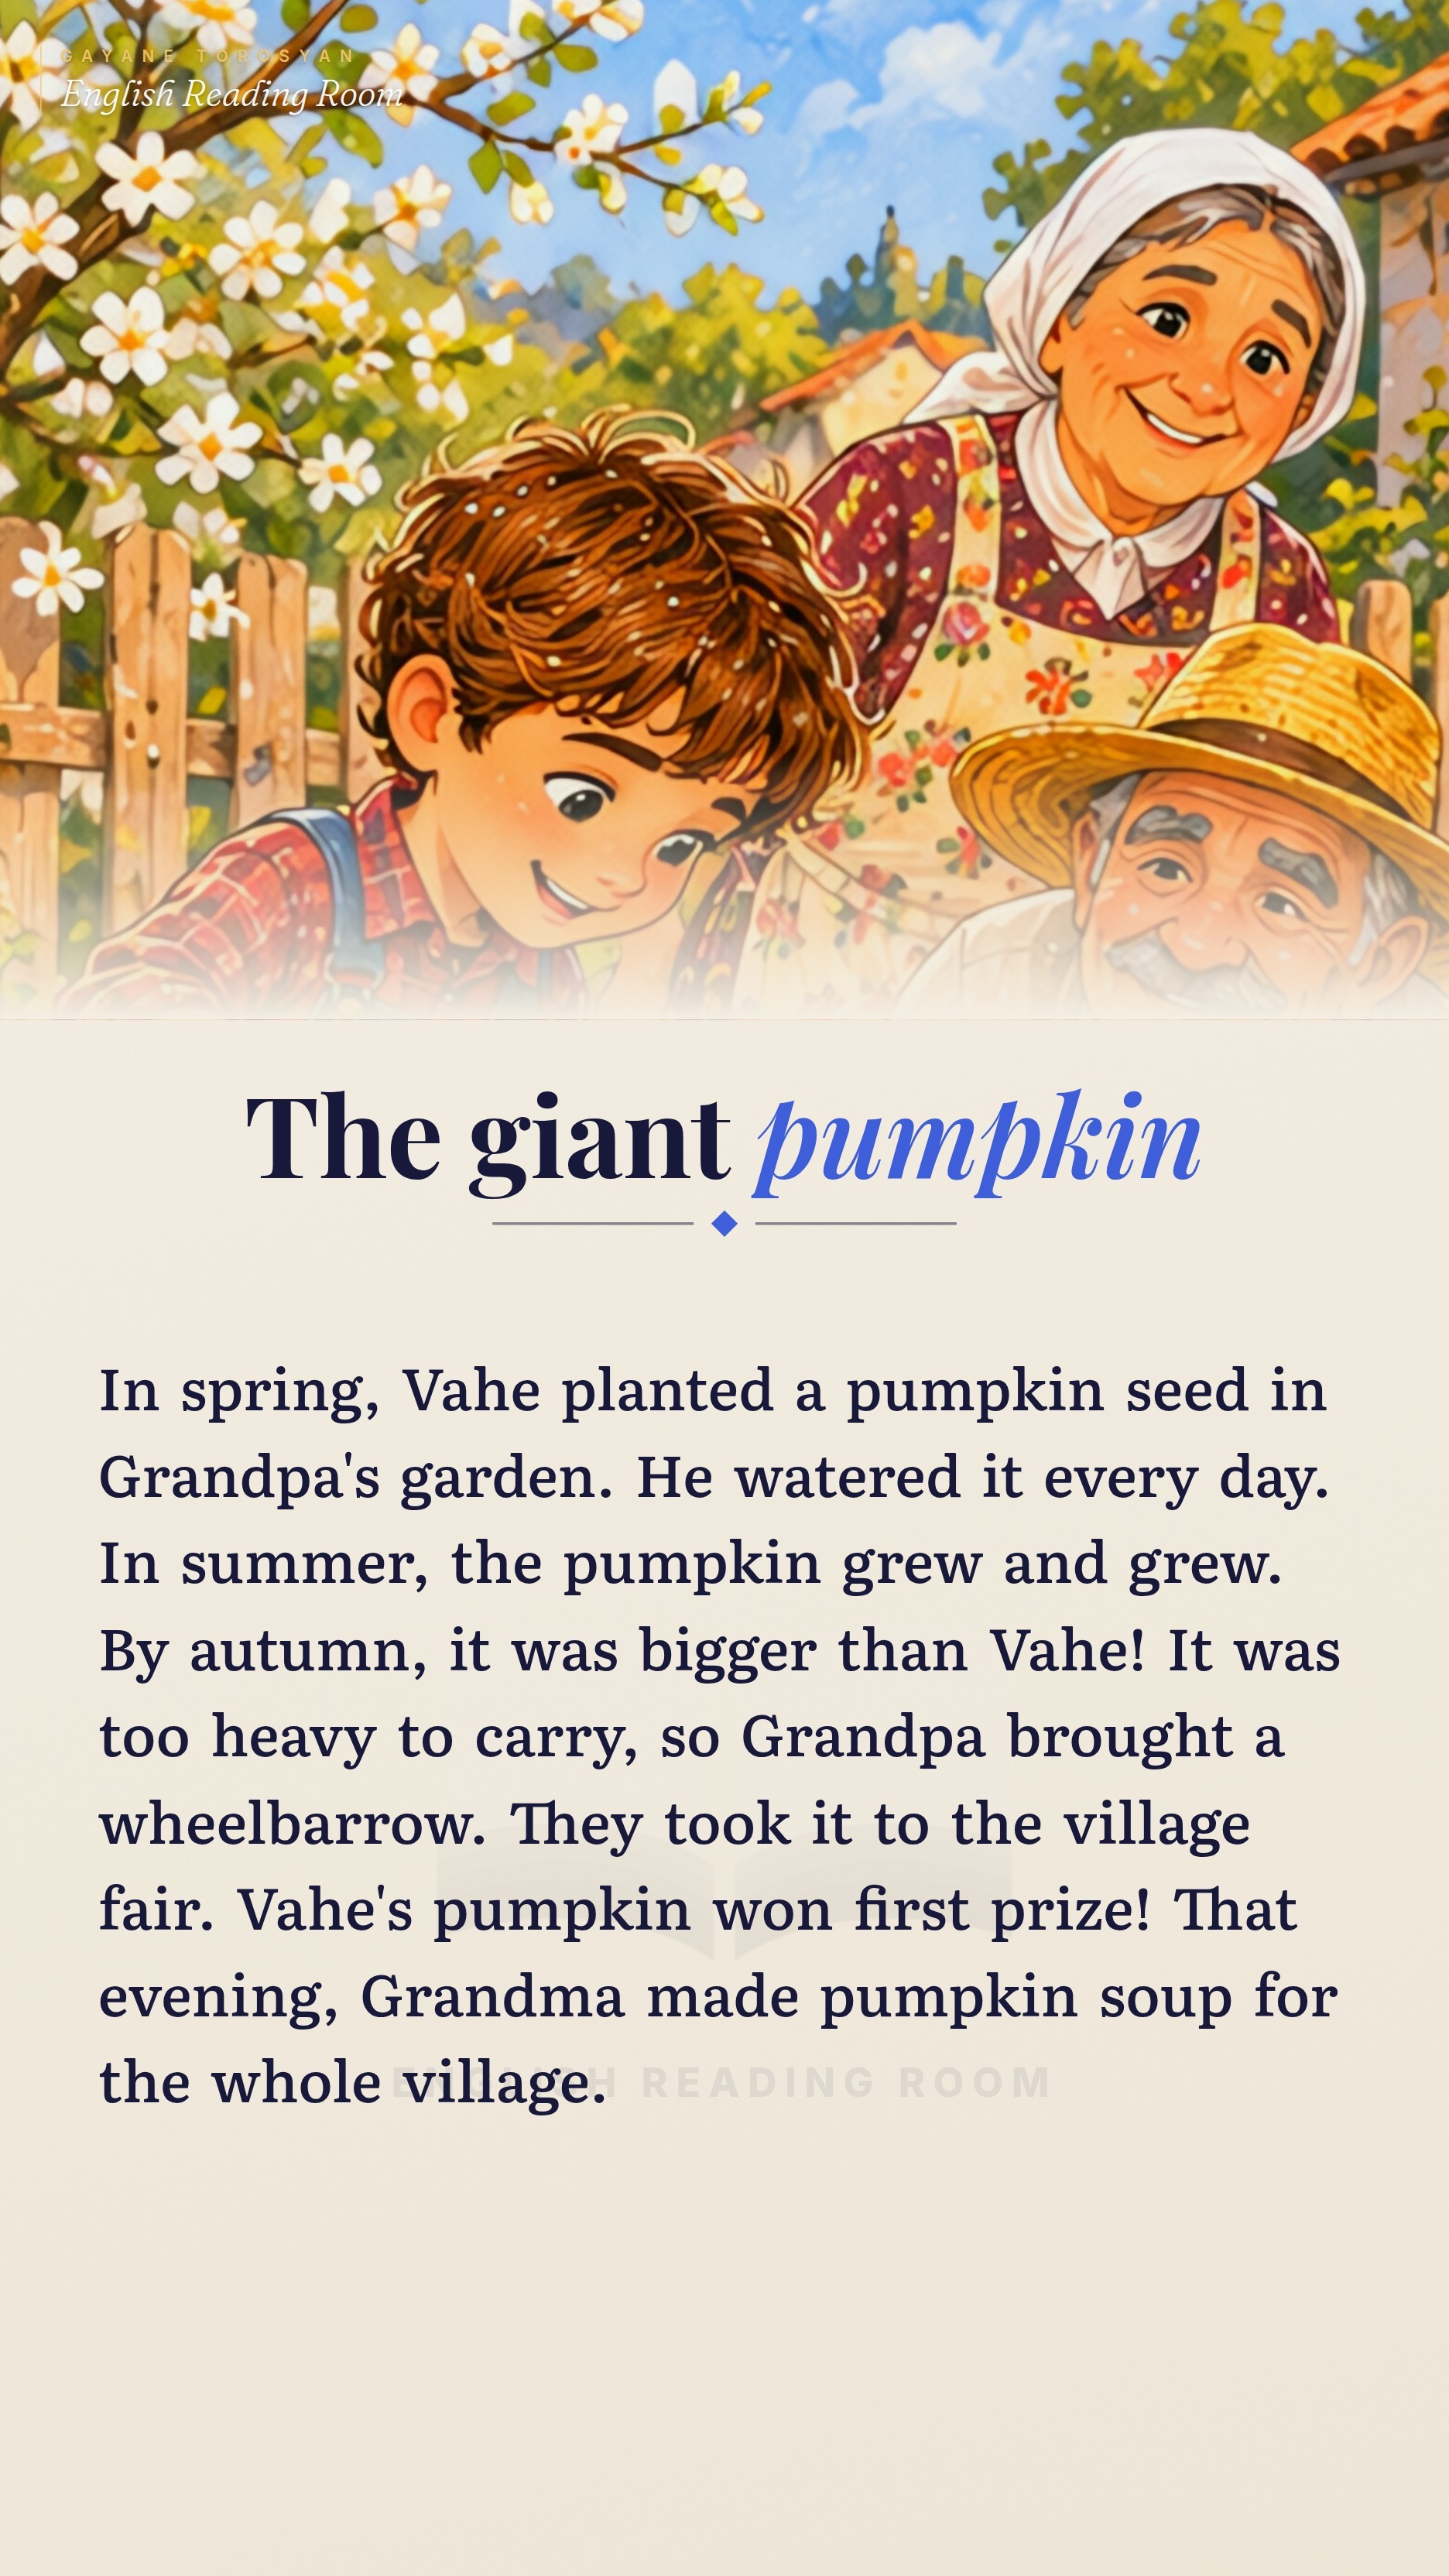 GAYANE TOROSYAN
English Reading Room
The giant pumpkin
In spring, Vahe planted a pumpkin seed in
Grandpa's garden. He watered it every day.
In summer, the pumpkin grew and grew.
By autumn, it was bigger than Vahe! It was
too heavy to carry, so Grandpa brought a
wheelbarrow. They took it to the village
fair. Vahe's pumpkin won first prize! That
evening, Grandma made pumpkin soup for
the whole village.
ENGLISH READING ROOM